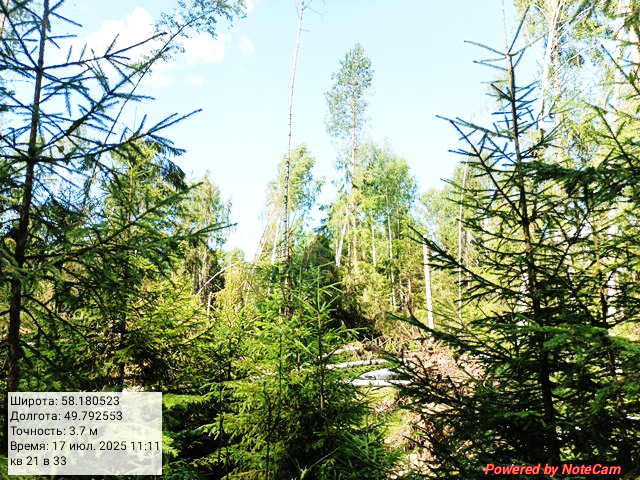 Широта: 58.180523
Долгота: 49.792553
Точность: 3.7 м
Время: 17 июл. 2025 11:11
кв 21 в 33
Powered by NoteCam